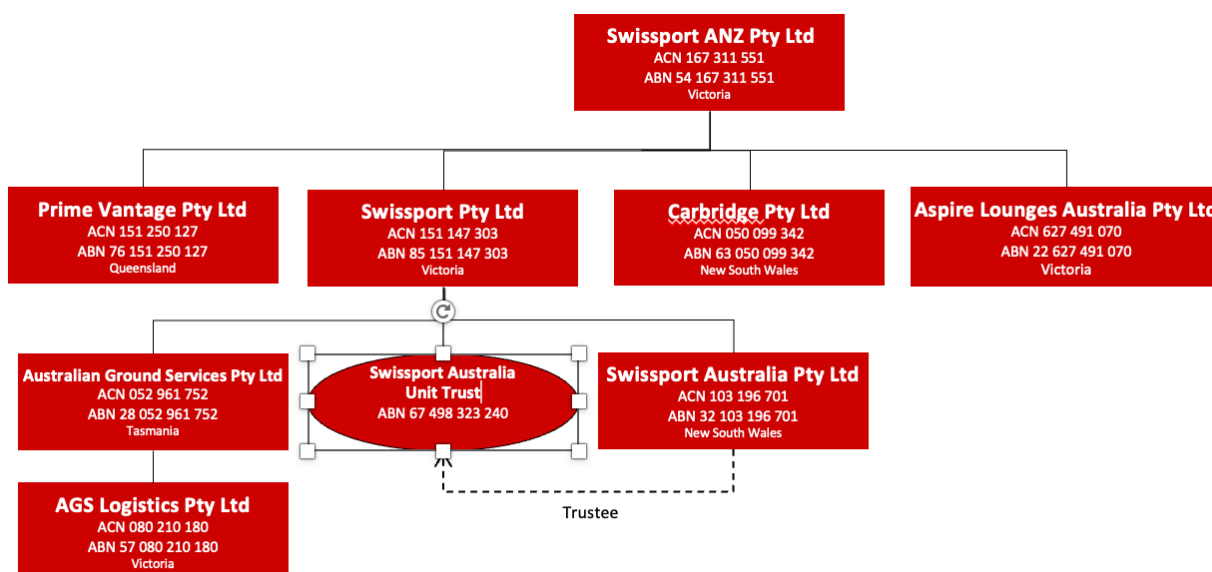 Swissport ANZ Pty Ltd
ACN 167 311 551
ABN 54 167 311 551
Victoria
Prime Vantage Pty Ltd
ACN 151 250 127
ABN 76 151 250 127
Queensland
Swissport Pty Ltd
ACN 151 147 303
ABN 85 151 147 303
Victoria
Carbridge Pty Ltd
ACN 050 099 342
ABN 63 050 099 342
New South Wales
Aspire Lounges Australia Pty Ltd
ACN 627 491 070
ABN 22 627 491 070
Victoria
Australian Ground Services Pty Ltd
ACN 052 961 752
ABN 28 052 961 752
Tasmania
Swissport Australia
Unit Trust
ABN 67 498 323 240
Swissport Australia Pty Ltd
ACN 103 196 701
ABN 32 103 196 701
New South Wales
Trustee
AGS Logistics Pty Ltd
ACN 080 210 180
ABN 57 080 210 180
Victoria